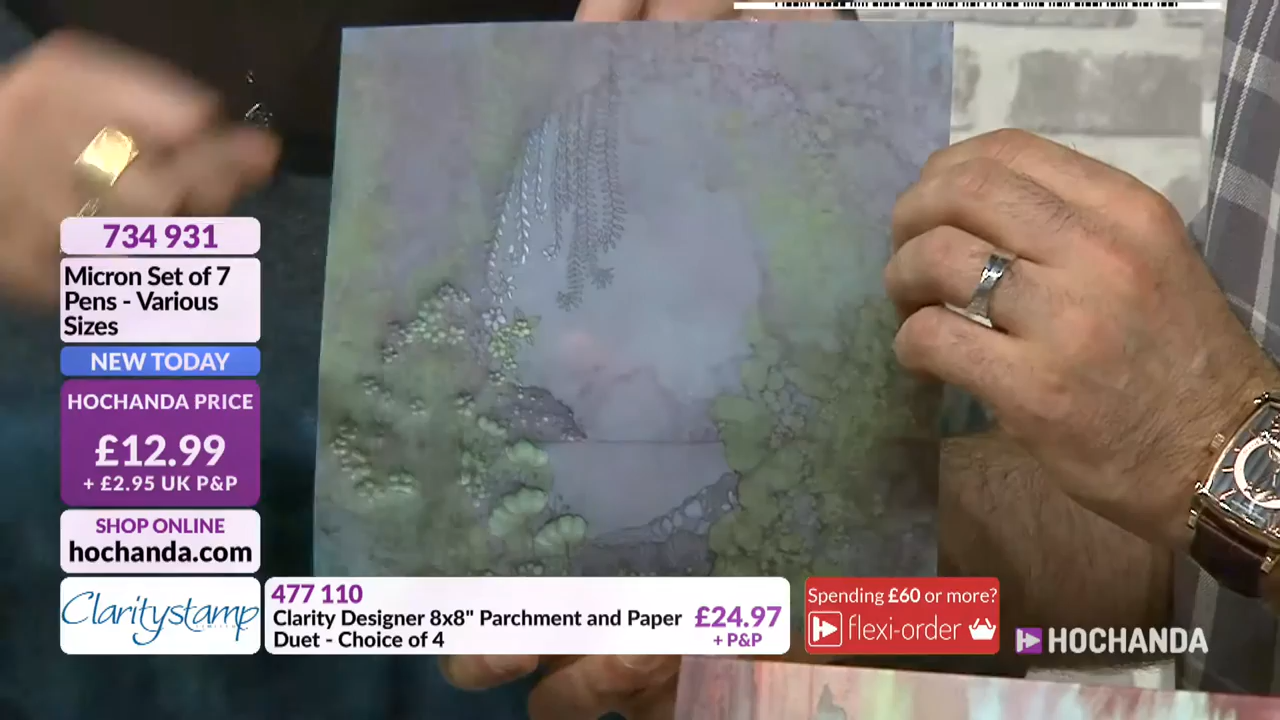 734 931
Micron Set of 7
Pens - Various
Sizes
NEW TODAY
HOCHANDA PRICE
£12.99
+ £2.95 UK P&P
SHOP ONLINE
hochanda.com
Claritystamp
477 110
Clarity Designer 8x8" Parchment and Paper
Duet - Choice of 4
£24.97
+ P&P
Spending £60 or more?
flexi-order
HOCHANDA